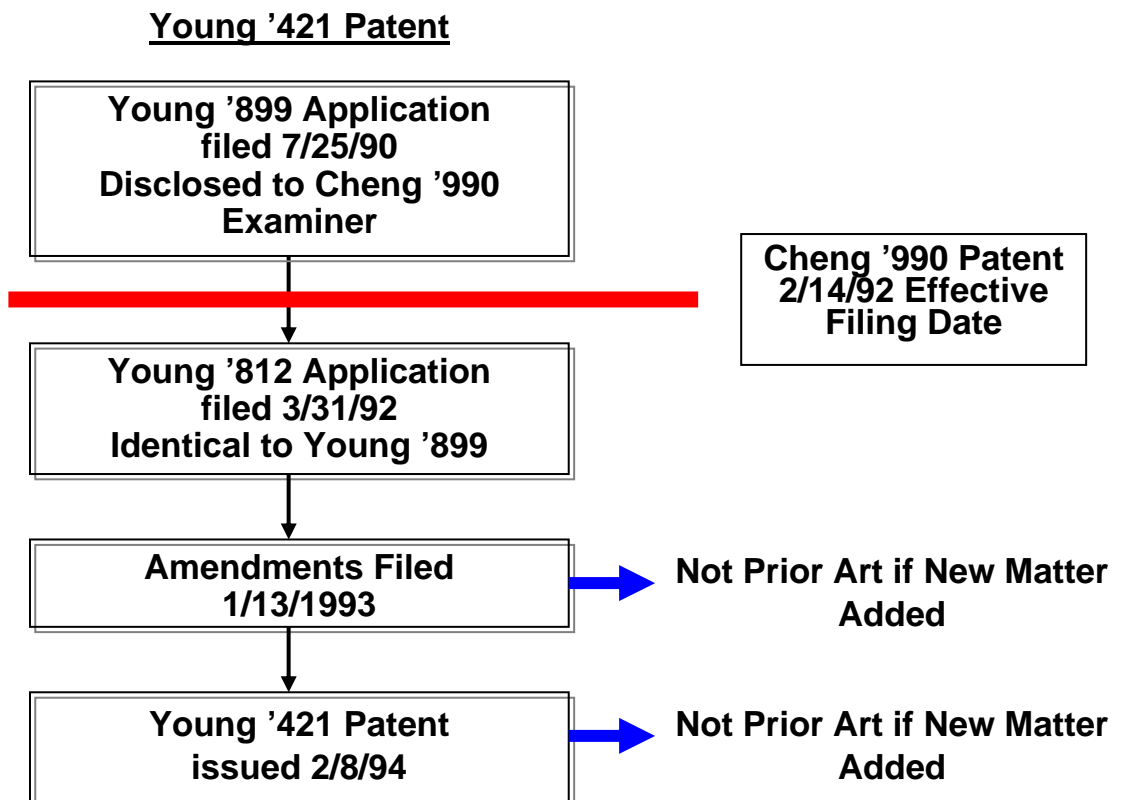 Young ’421 Patent
Young ’899 Application
filed 7/25/90
Disclosed to Cheng ’990
Examiner
Cheng ’990 Patent
2/14/92 Effective
Filing Date
Young ’812 Application
filed 3/31/92
Identical to Young ’899
Amendments Filed
1/13/1993
Not Prior Art if New Matter
Added
Young ’421 Patent
issued 2/8/94
Not Prior Art if New Matter
Added